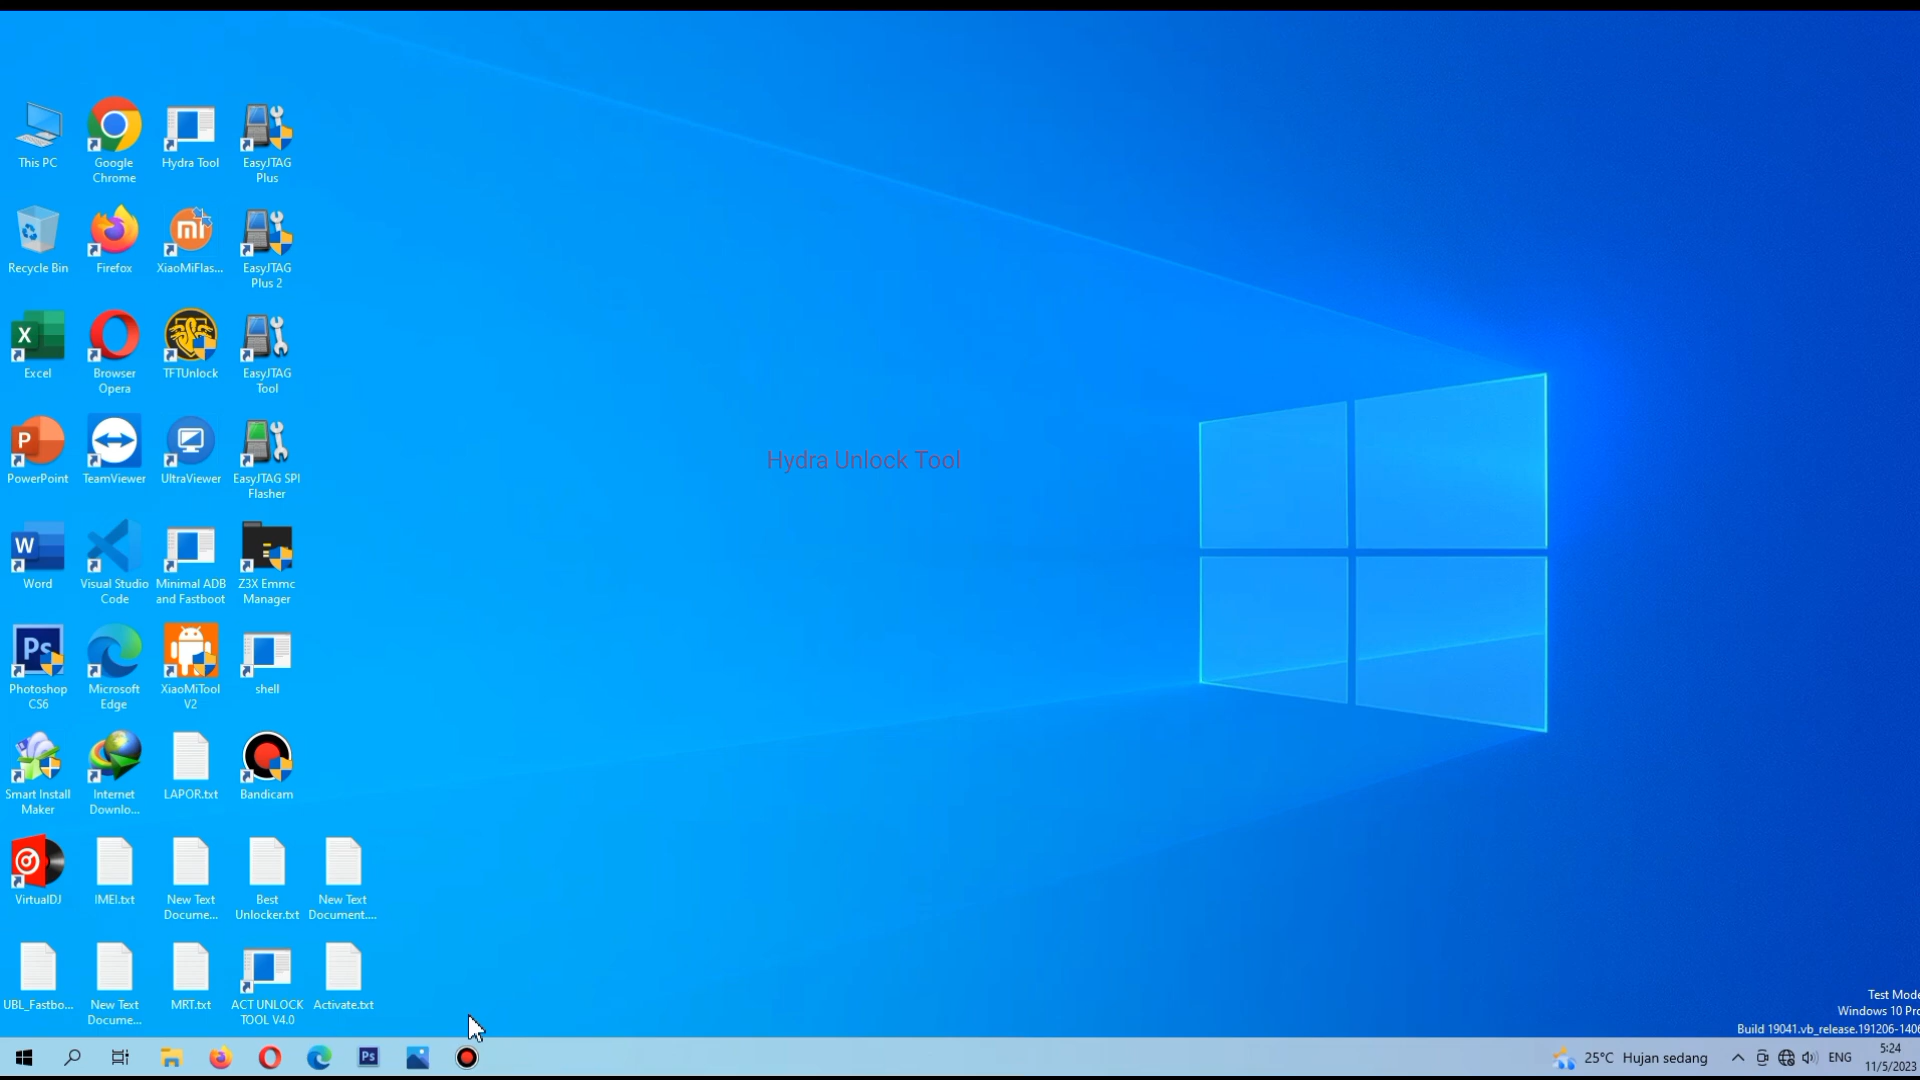 This PC
Google
Chrome
Hydra Tool
EasyJTAG
Plus
Recycle Bin
Firefox
XiaoMiFlas...
EasyJTAG
Plus 2
Excel
Browser
Opera
TFTUnlock
EasyJTAG
Tool
PowerPoint
TeamViewer
UltraViewer
EasyJTAG SPI
Flasher
Hydra Unlock Tool
Word
Visual Studio
Code
Minimal ADB
and Fastboot
Z3X Emmc
Manager
Photoshop
CS6
Microsoft
Edge
XiaoMiTool
V2
shell
Smart Install
Maker
Internet
Downlo...
LAPOR.txt
Bandicam
VirtualDJ
IMEI.txt
New Text
Docume...
Best
Unlocker.txt
New Text
Document....
UBL_Fastbo...
New Text
Docume...
MRT.txt
ACT UNLOCK
TOOL V4.0
Activate.txt
Test Mode
Windows 10 Pro
Build 19041.vb_release.191206-1406
25°C Hujan sedang
ENG
5:24
11/5/2023